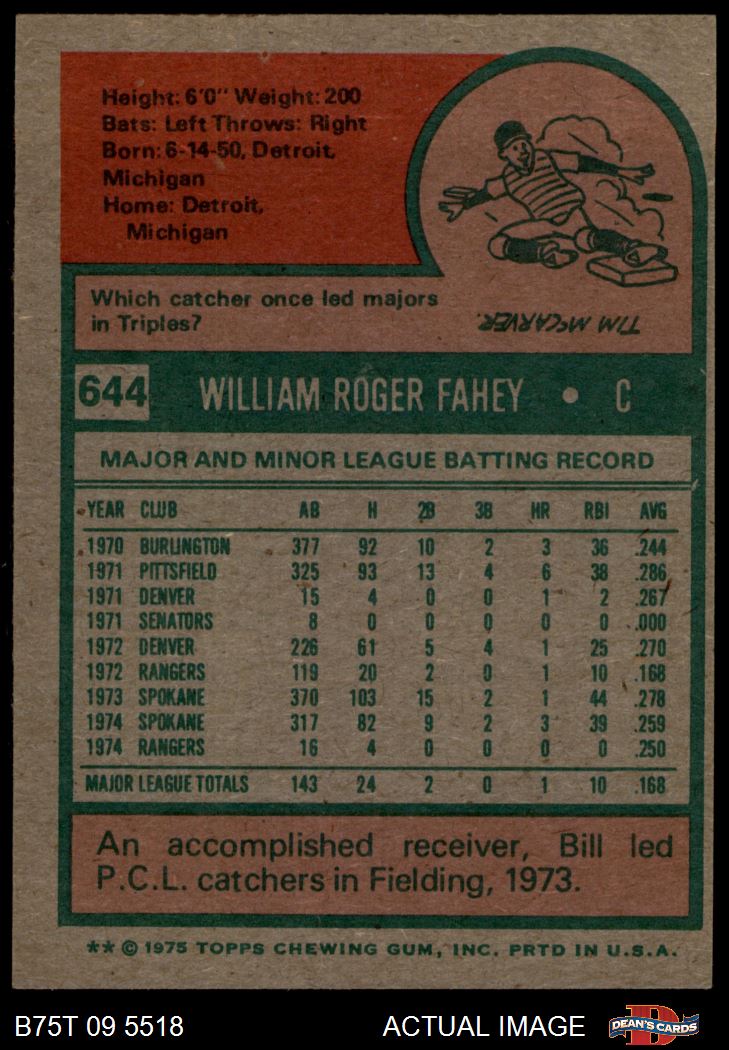 Height: 6'0" Weight: 200
Bats: Left Throws: Right
Born: 6-14-50, Detroit,
Michigan
Home: Detroit,
Michigan
Which catcher once led majors
in Triples?
TIM McCARVER.
644 WILLIAM ROGER FAHEY • C
MAJOR AND MINOR LEAGUE BATTING RECORD
YEAR CLUB AB H 2B 3B HR RBI AVG
1970 BURLINGTON 377 92 10 2 3 36 .244
1971 PITTSFIELD 325 93 13 4 6 38 .286
1971 DENVER 15 4 0 0 1 2 .267
1971 SENATORS 8 0 0 0 0 0 .000
1972 DENVER 226 61 5 4 1 25 .270
1972 RANGERS 119 20 2 0 1 10 .168
1973 SPOKANE 370 103 15 2 1 44 .278
1974 SPOKANE 317 82 9 2 3 39 .259
1974 RANGERS 16 4 0 0 0 0 .250
MAJOR LEAGUE TOTALS 143 24 2 0 1 10 .168
An accomplished receiver, Bill led
P.C.L. catchers in Fielding, 1973.
** © 1975 TOPPS CHEWING GUM, INC. PRTD IN U.S.A.
B75T 09 5518 ACTUAL IMAGE D DEAN'S CARDS